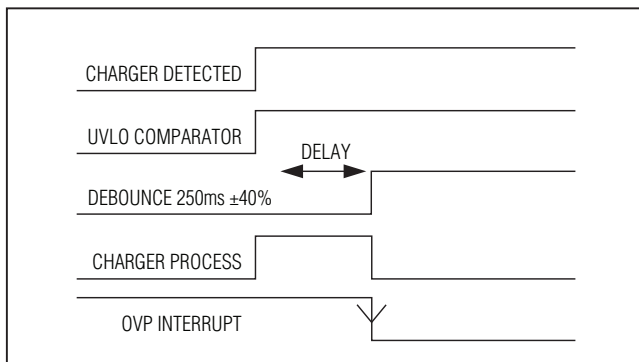 CHARGER DETECTED
UVLO COMPARATOR
DELAY
DEBOUNCE 250ms ±40%
CHARGER PROCESS
OVP INTERRUPT